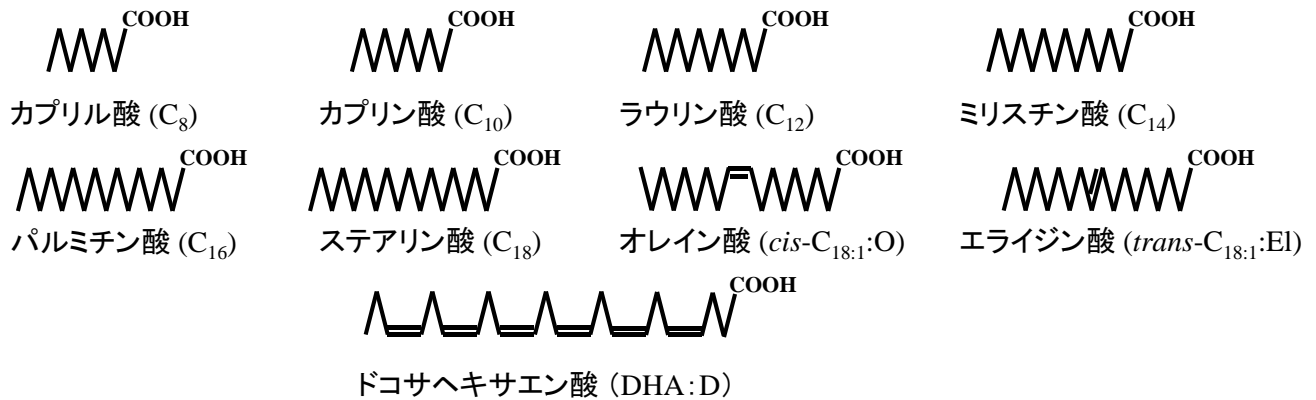 COOH COOH COOH COOH
カプリル酸 (C₈) カプリン酸 (C₁₀) ラウリン酸 (C₁₂) ミリスチン酸 (C₁₄)
COOH COOH COOH COOH
パルミチン酸 (C₁₆) ステアリン酸 (C₁₈) オレイン酸 (cis-C₁₈:₁:O) エライジン酸 (trans-C₁₈:₁:El)
COOH
ドコサヘキサエン酸 (DHA:D)